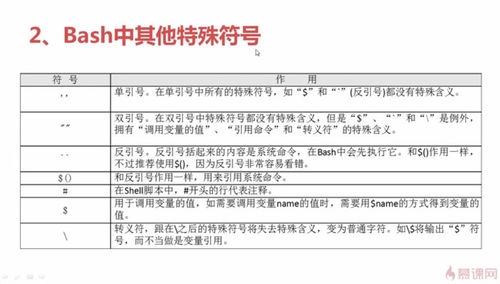 2、Bash中其他特殊符号
符 号 作 用
' ' 单引号。在单引号中所有的特殊符号，如“$”和“`”(反引号)都没有特殊含义。
" " 双引号。在双引号中特殊符号都没有特殊含义，但是“$”、“`”和“\”是例外，
拥有“调用变量的值”、“引用命令”和“转义符”的特殊含义。
` ` 反引号。反引号括起来的内容是系统命令，在Bash中会先执行它。和$()作用一样，
不过推荐使用$()，因为反引号非常容易看错。
$() 和反引号作用一样，用来引用系统命令。
# 在Shell脚本中，#开头的行代表注释。
$ 用于调用变量的值，如需要调用变量name的值时，需要用$name的方式得到变量的
值。
\ 转义符，跟在\之后的特殊符号将失去特殊含义，变为普通字符。如\$将输出“$”符
号，而不当做是变量引用。
慕课网